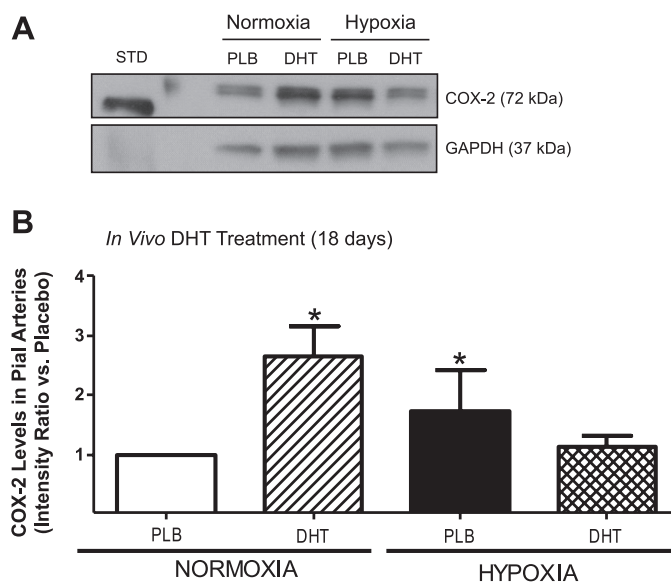 A
Normoxia Hypoxia
STD PLB DHT PLB DHT
COX-2 (72 kDa)
GAPDH (37 kDa)
B
In Vivo DHT Treatment (18 days)
COX-2 Levels in Pial Arteries
(Intensity Ratio vs. Placebo)
4
3
2
1
* *
PLB DHT PLB DHT
NORMOXIA HYPOXIA